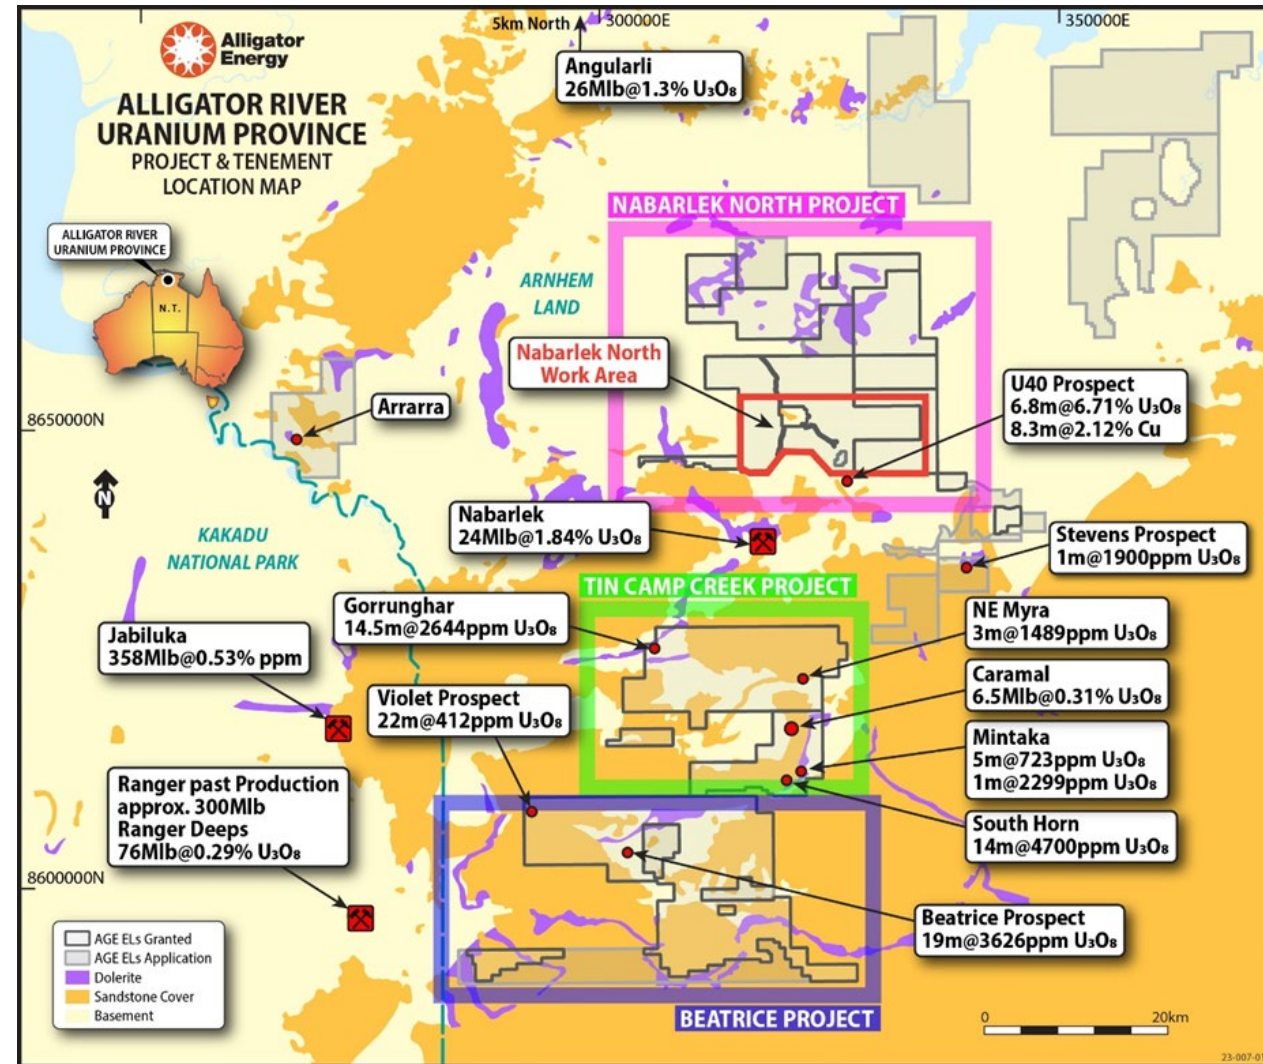 5km North
300000E
350000E
Alligator
Energy
ALLIGATOR RIVER
URANIUM PROVINCE
PROJECT & TENEMENT
LOCATION MAP
Angularli
26Mlb@1.3% U₃O₈
ALLIGATOR RIVER
URANIUM PROVINCE
N.T.
NABARLEK NORTH PROJECT
ARNHEM
LAND
Nabarlek North
Work Area
Arrarra
U40 Prospect
6.8m@6.71% U₃O₈
8.3m@2.12% Cu
8650000N
N
KAKADU
NATIONAL PARK
Nabarlek
24Mlb@1.84% U₃O₈
Stevens Prospect
1m@1900ppm U₃O₈
TIN CAMP CREEK PROJECT
Gorrunghar
14.5m@2644ppm U₃O₈
NE Myra
3m@1489ppm U₃O₈
Jabiluka
358Mlb@0.53% ppm
Caramal
6.5Mlb@0.31% U₃O₈
Violet Prospect
22m@412ppm U₃O₈
Mintaka
5m@723ppm U₃O₈
1m@2299ppm U₃O₈
Ranger past Production
approx. 300Mlb
Ranger Deeps
76Mlb@0.29% U₃O₈
South Horn
14m@4700ppm U₃O₈
8600000N
Beatrice Prospect
19m@3626ppm U₃O₈
AGE ELs Granted
AGE ELs Application
Dolerite
Sandstone Cover
Basement
BEATRICE PROJECT
0
20km
23-007-01